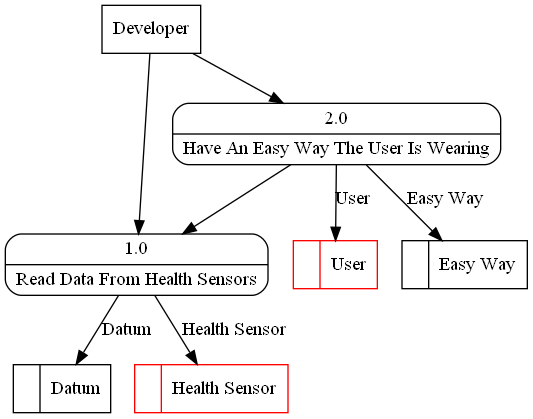 Developer
2.0
Have An Easy Way The User Is Wearing
User
Easy Way
1.0
Read Data From Health Sensors
User
Easy Way
Datum
Health Sensor
Datum
Health Sensor